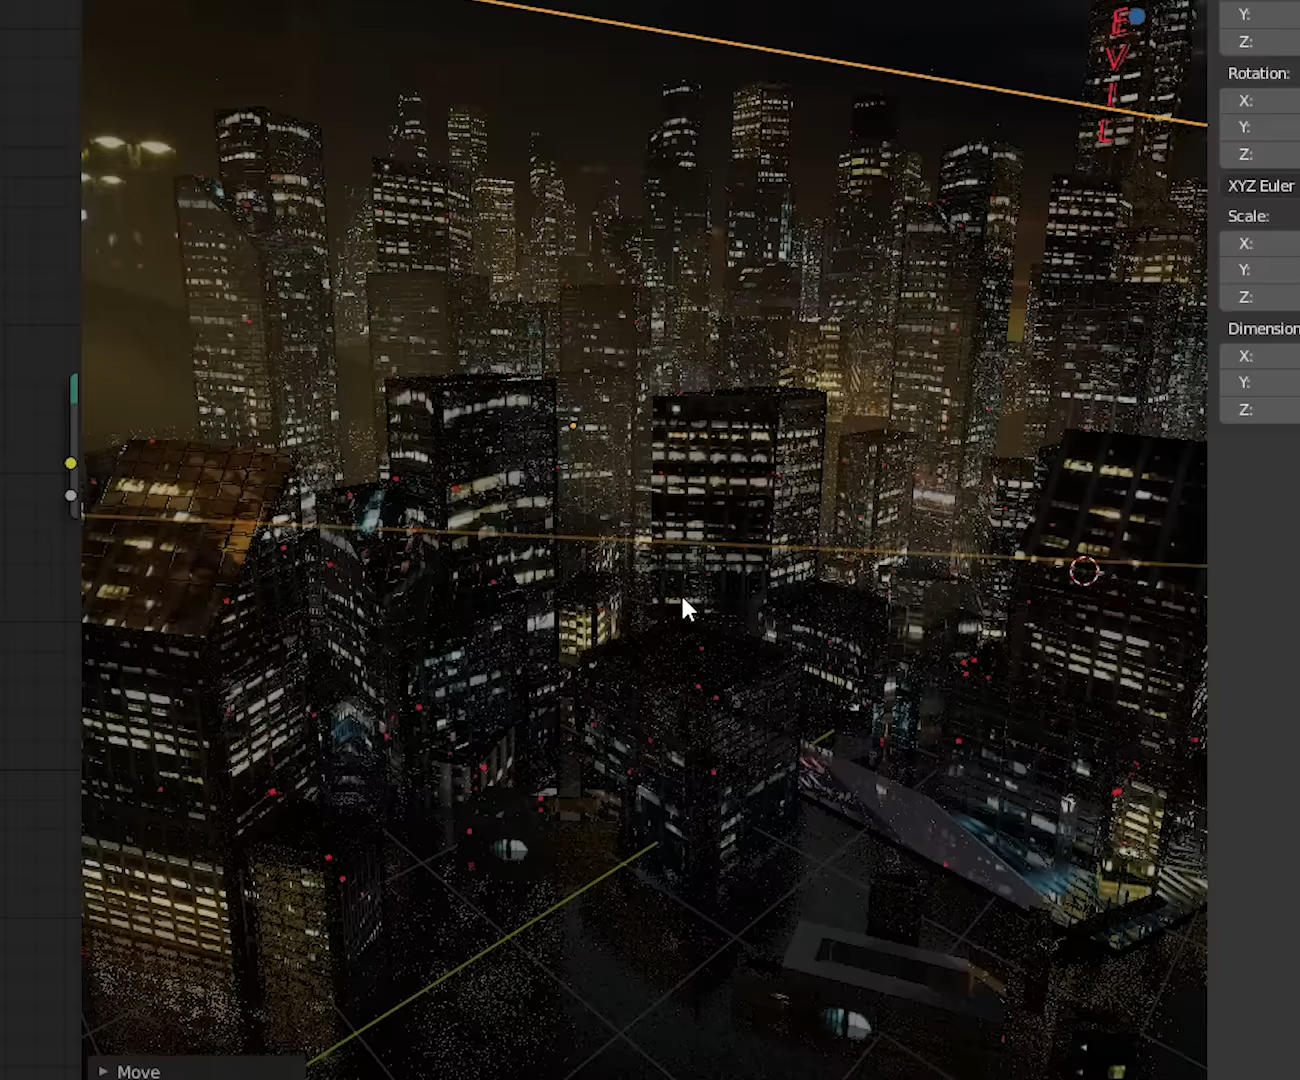 EVIL
Y:
Z:
Rotation:
X:
Y:
Z:
XYZ Euler
Scale:
X:
Y:
Z:
Dimension
X:
Y:
Z:
Move